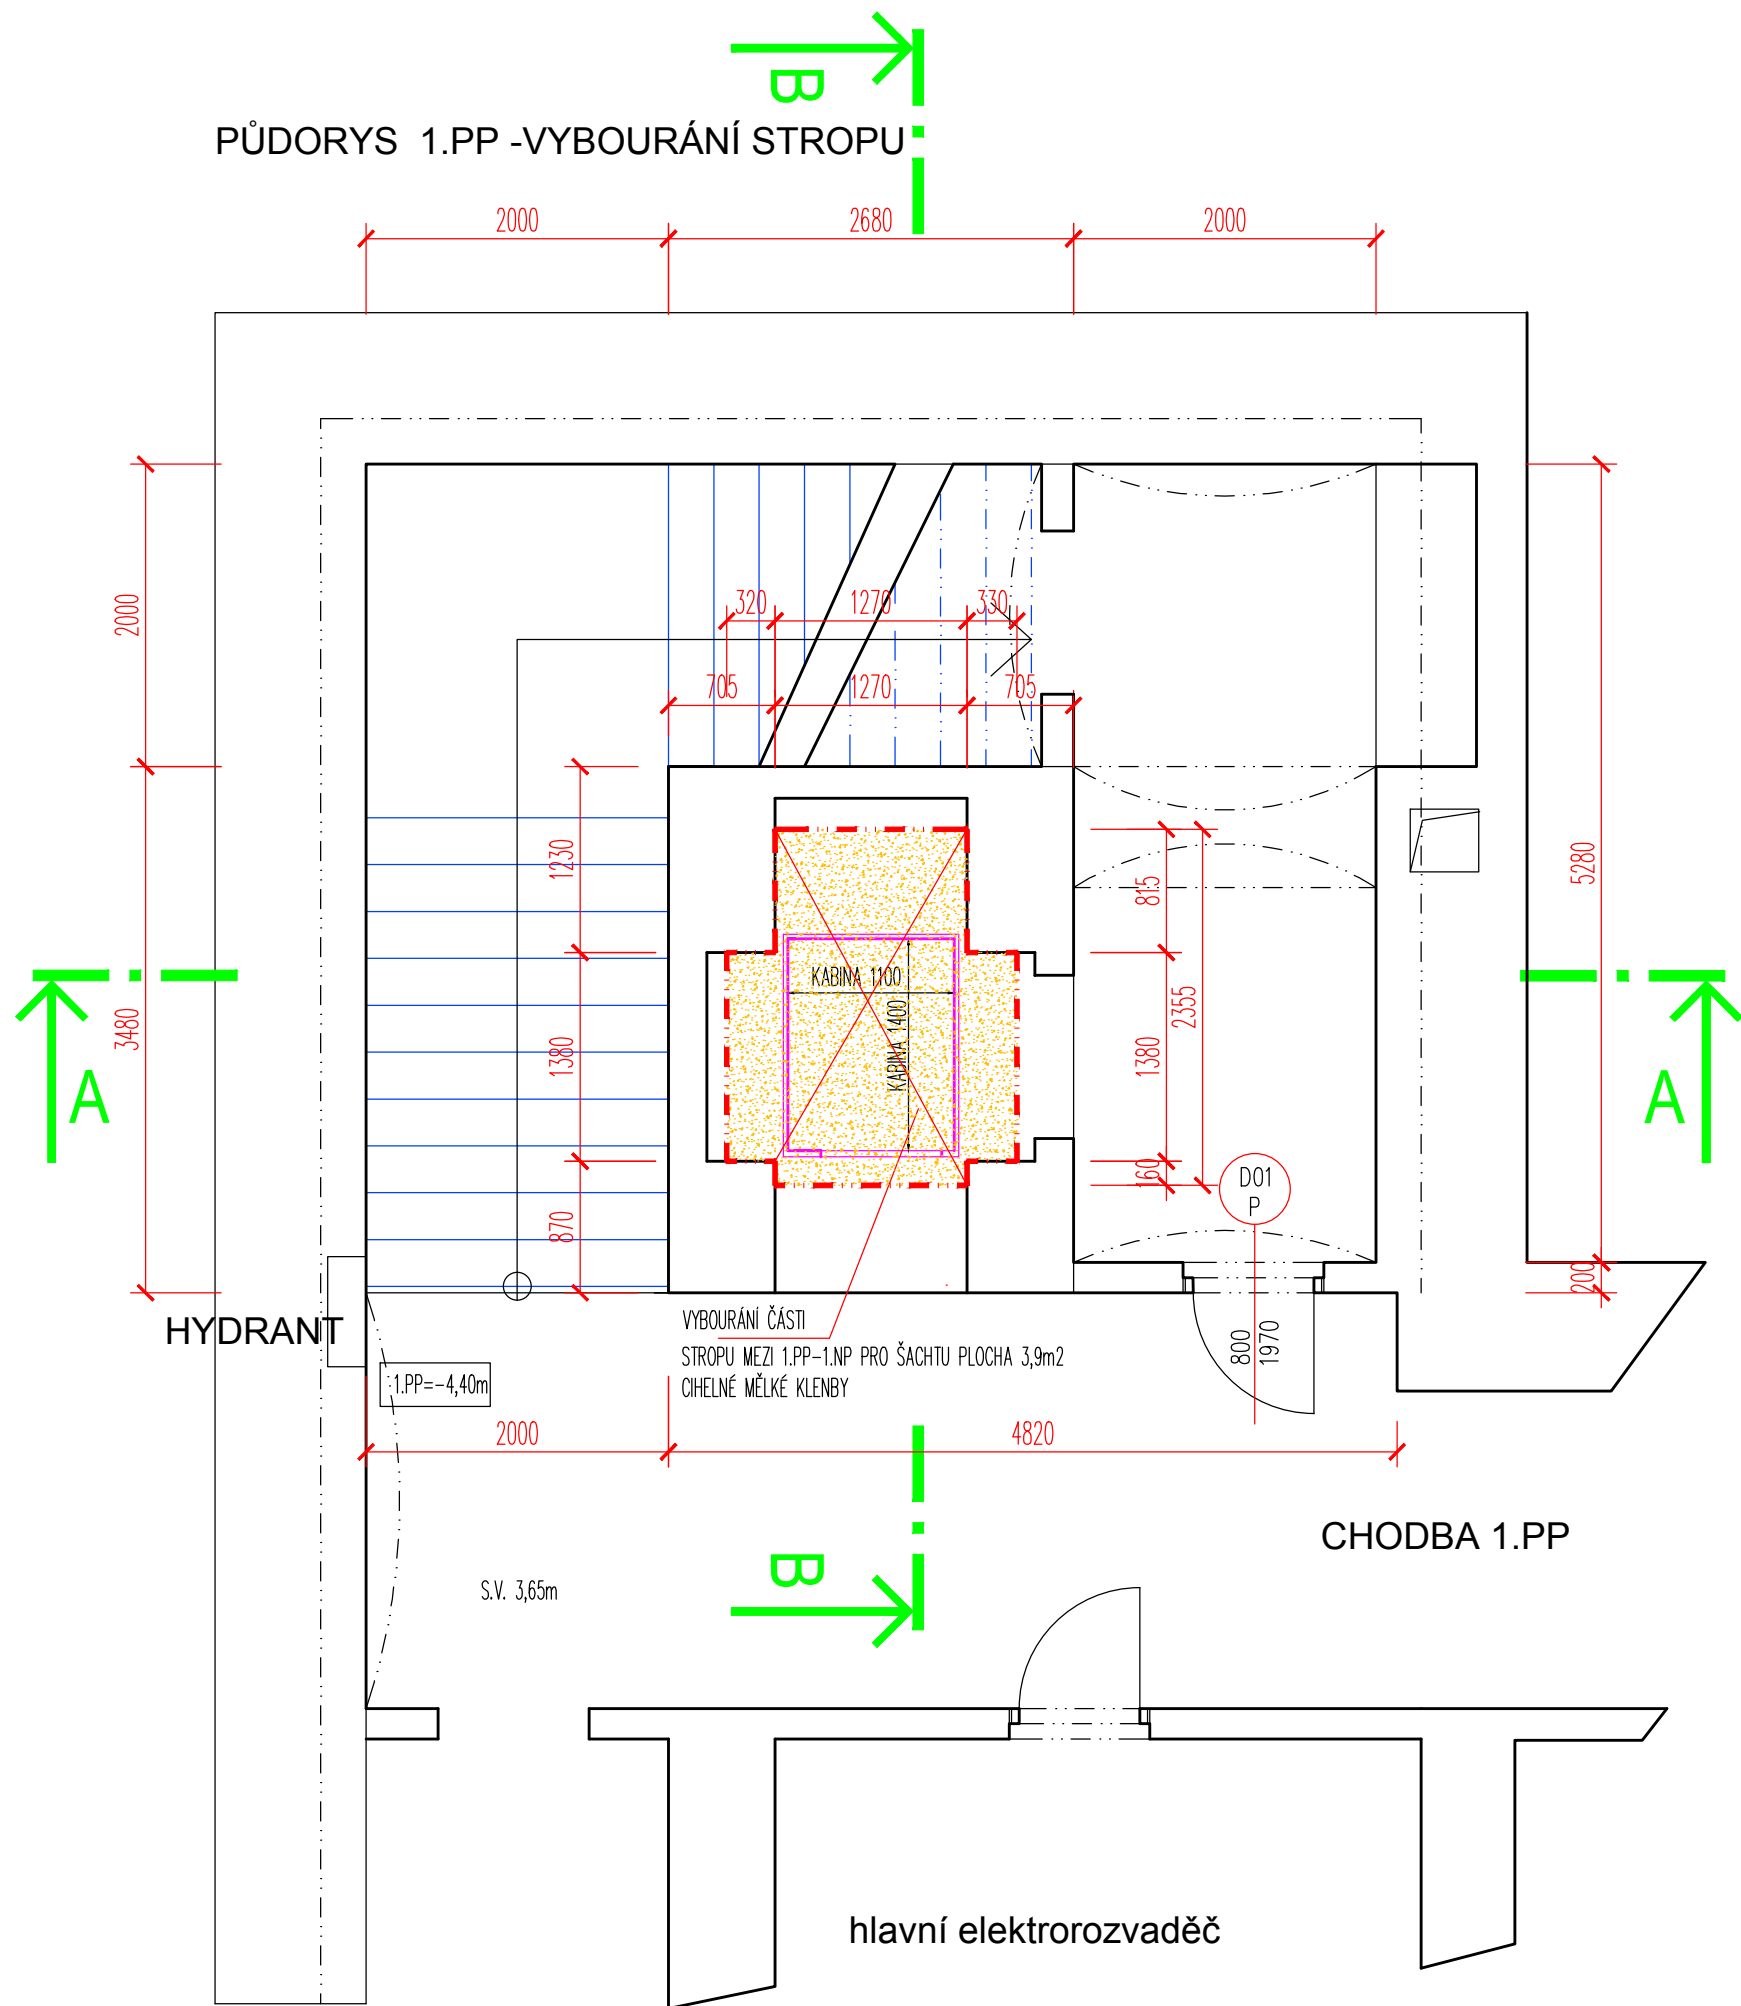 B
PŮDORYS 1.PP -VYBOURÁNÍ STROPU
2000
2680
2000
2000
320
1270
330
705
1270
705
1230
815
5280
KABINA 1100
2355
3480
KABINA 1400
1380
1380
A
A
160
D01
P
870
200
HYDRANT
VYBOURÁNÍ ČÁSTI
STROPU MEZI 1.PP-1.NP PRO ŠACHTU PLOCHA 3,9m2
CIHELNÉ MĚLKÉ KLENBY
800
1970
1.PP=-4,40m
2000
4820
CHODBA 1.PP
B
S.V. 3,65m
hlavní elektrorozvaděč